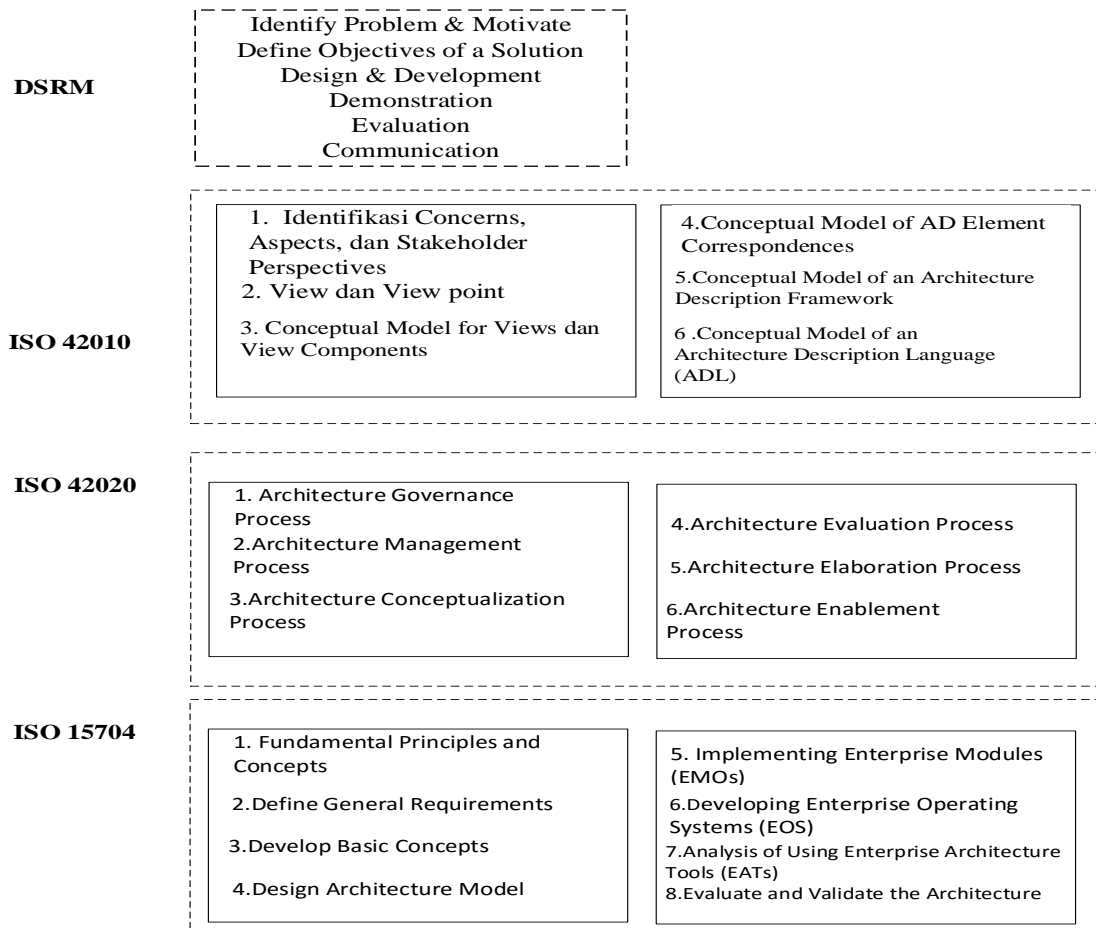 DSRM
Identify Problem & Motivate
Define Objectives of a Solution
Design & Development
Demonstration
Evaluation
Communication
ISO 42010
1. Identifikasi Concerns,
Aspects, dan Stakeholder
Perspectives
2. View dan View point
3. Conceptual Model for Views dan
View Components
4.Conceptual Model of AD Element
Correspondences
5.Conceptual Model of an Architecture
Description Framework
6 .Conceptual Model of an
Architecture Description Language
(ADL)
ISO 42020
1. Architecture Governance
Process
2.Architecture Management
Process
3.Architecture Conceptualization
Process
4.Architecture Evaluation Process
5.Architecture Elaboration Process
6.Architecture Enablement
Process
ISO 15704
1. Fundamental Principles and
Concepts
2.Define General Requirements
3.Develop Basic Concepts
4.Design Architecture Model
5. Implementing Enterprise Modules
(EMOs)
6.Developing Enterprise Operating
Systems (EOS)
7.Analysis of Using Enterprise Architecture
Tools (EATs)
8.Evaluate and Validate the Architecture